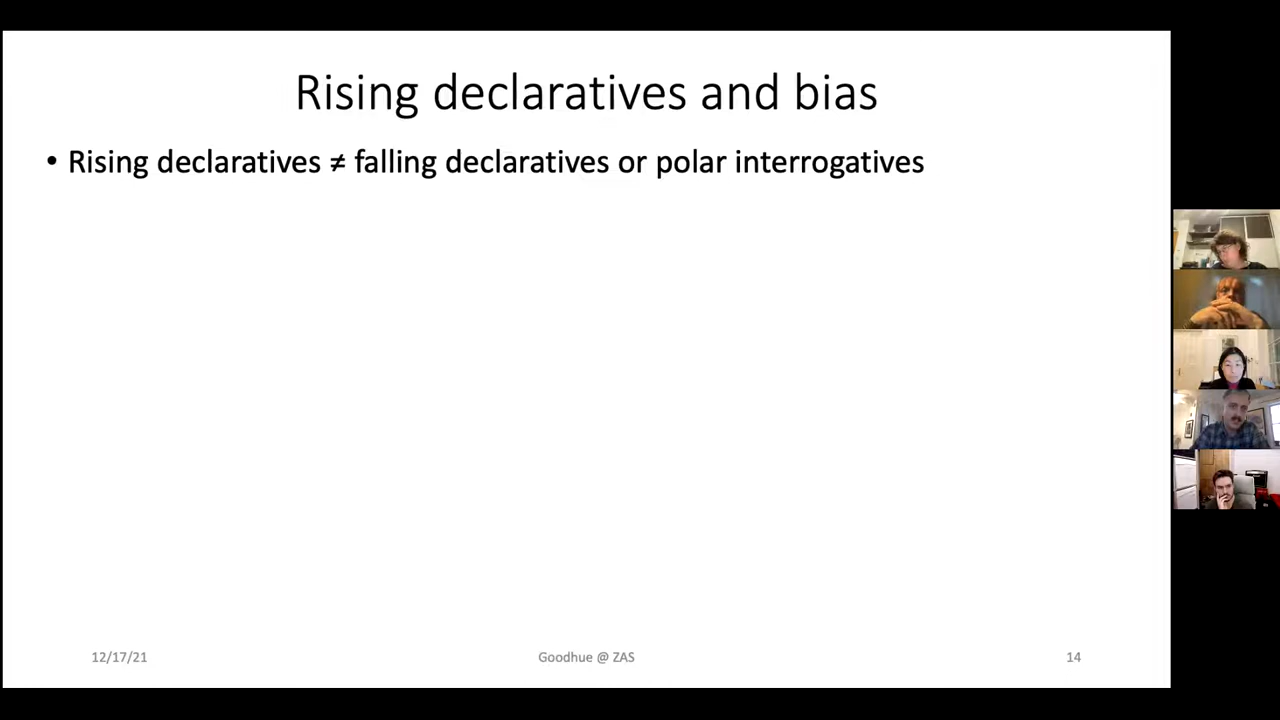 Rising declaratives and bias
• Rising declaratives ≠ falling declaratives or polar interrogatives
12/17/21
Goodhue @ ZAS
14